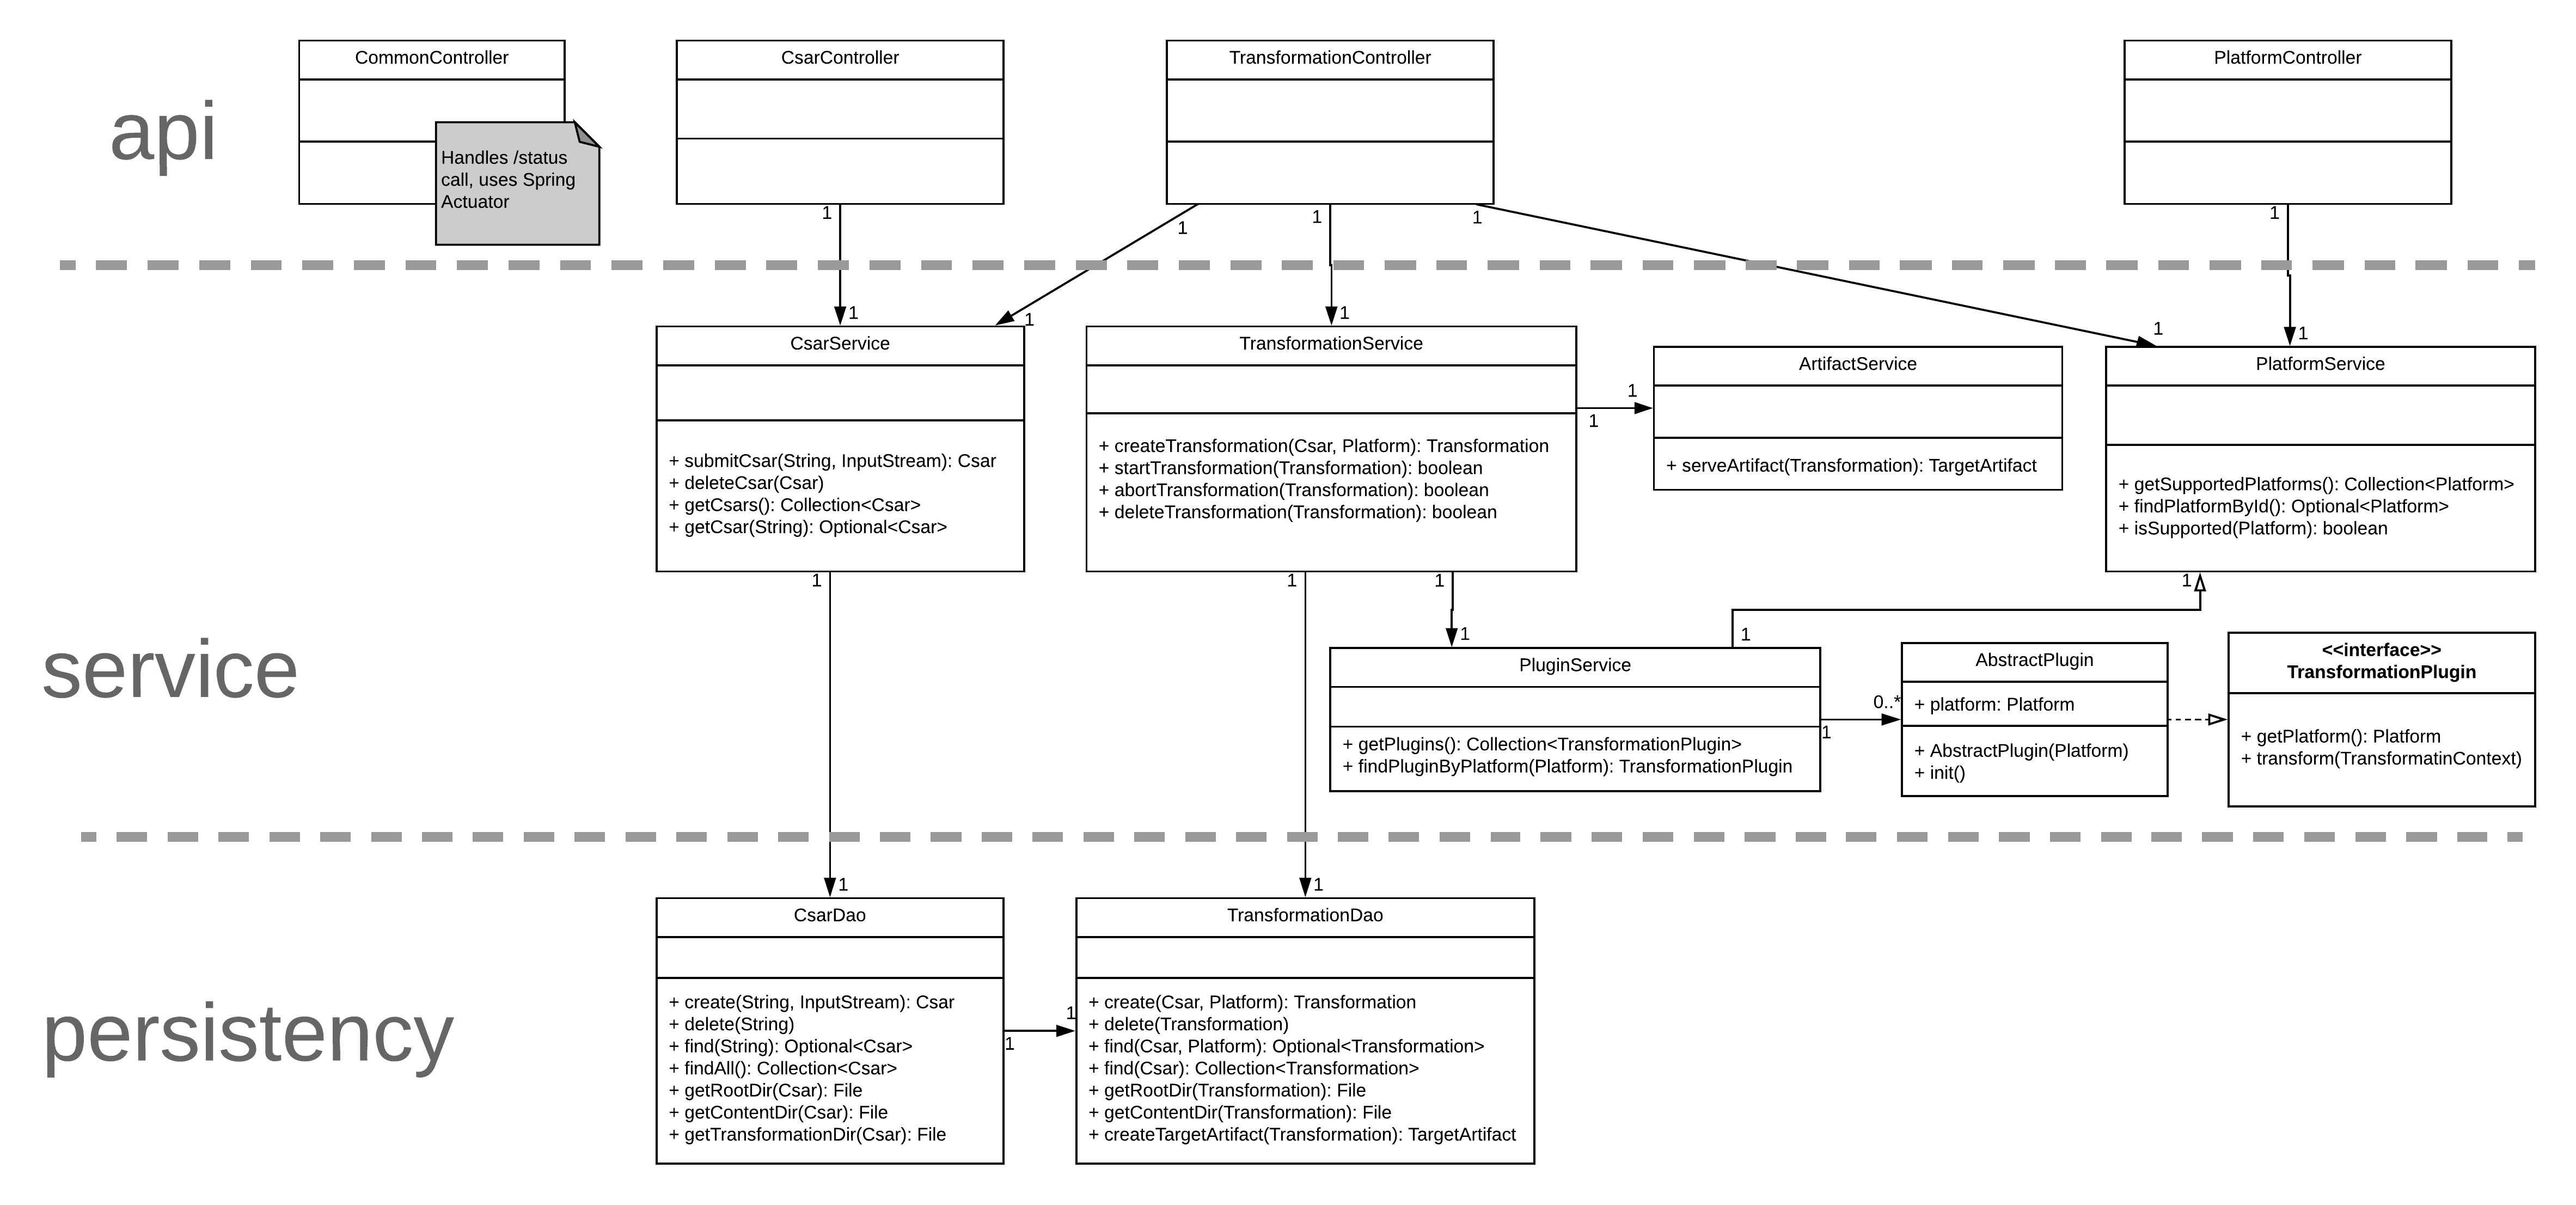 api
CommonController
Handles /status
call, uses Spring
Actuator
CsarController
TransformationController
PlatformController
1
1
1
1
1
1
1
1
1
1
CsarService
+ submitCsar(String, InputStream): Csar
+ deleteCsar(Csar)
+ getCsars(): Collection<Csar>
+ getCsar(String): Optional<Csar>
1
TransformationService
+ createTransformation(Csar, Platform): Transformation
+ startTransformation(Transformation): boolean
+ abortTransformation(Transformation): boolean
+ deleteTransformation(Transformation): boolean
1
1
1
1
ArtifactService
+ serveArtifact(Transformation): TargetArtifact
PlatformService
+ getSupportedPlatforms(): Collection<Platform>
+ findPlatformById(): Optional<Platform>
+ isSupported(Platform): boolean
1
service
1
1
PluginService
+ getPlugins(): Collection<TransformationPlugin>
+ findPluginByPlatform(Platform): TransformationPlugin
0..*
1
AbstractPlugin
+ platform: Platform
+ AbstractPlugin(Platform)
+ init()
<<interface>>
TransformationPlugin
+ getPlatform(): Platform
+ transform(TransformatinContext)
persistency
1
1
CsarDao
+ create(String, InputStream): Csar
+ delete(String)
+ find(String): Optional<Csar>
+ findAll(): Collection<Csar>
+ getRootDir(Csar): File
+ getContentDir(Csar): File
+ getTransformationDir(Csar): File
1
1
TransformationDao
+ create(Csar, Platform): Transformation
+ delete(Transformation)
+ find(Csar, Platform): Optional<Transformation>
+ find(Csar): Collection<Transformation>
+ getRootDir(Transformation): File
+ getContentDir(Transformation): File
+ createTargetArtifact(Transformation): TargetArtifact